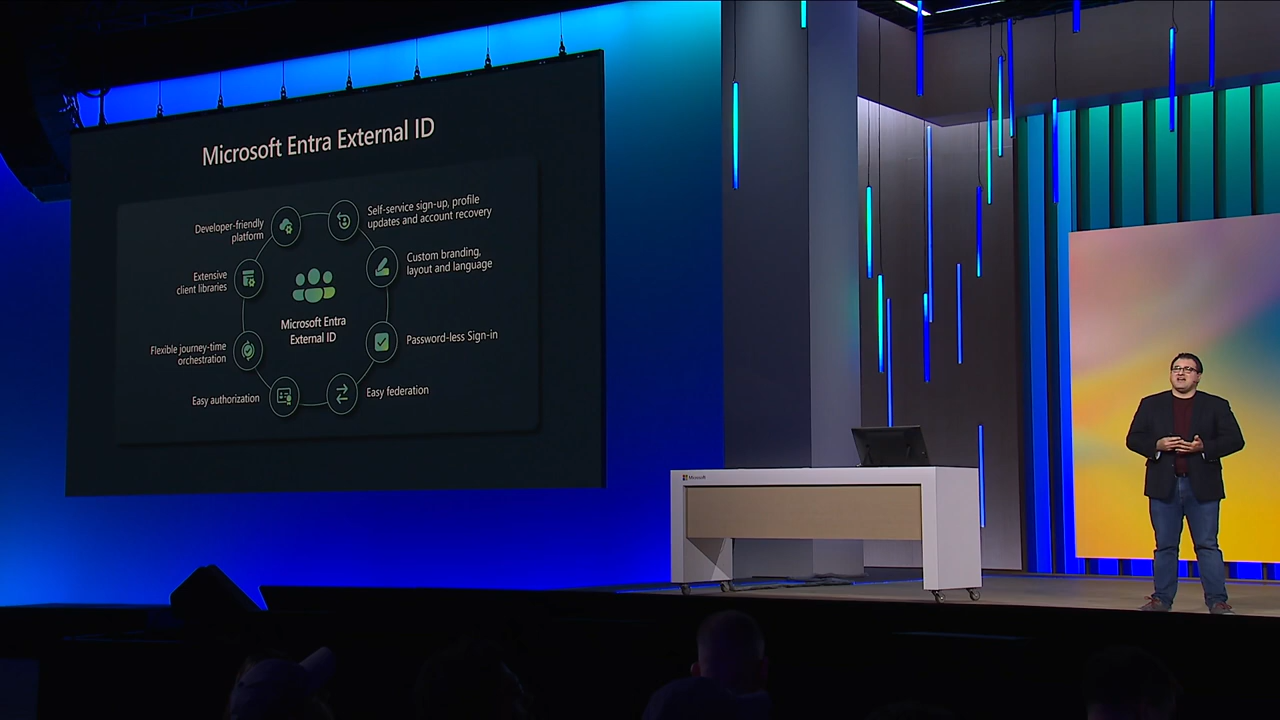 Microsoft Entra External ID
Developer-friendly
platform
Self-service sign-up, profile
updates and account recovery
Extensive
client libraries
Custom branding,
layout and language
Microsoft Entra
External ID
Flexible journey-time
orchestration
Password-less Sign-in
Easy authorization
Easy federation
Microsoft